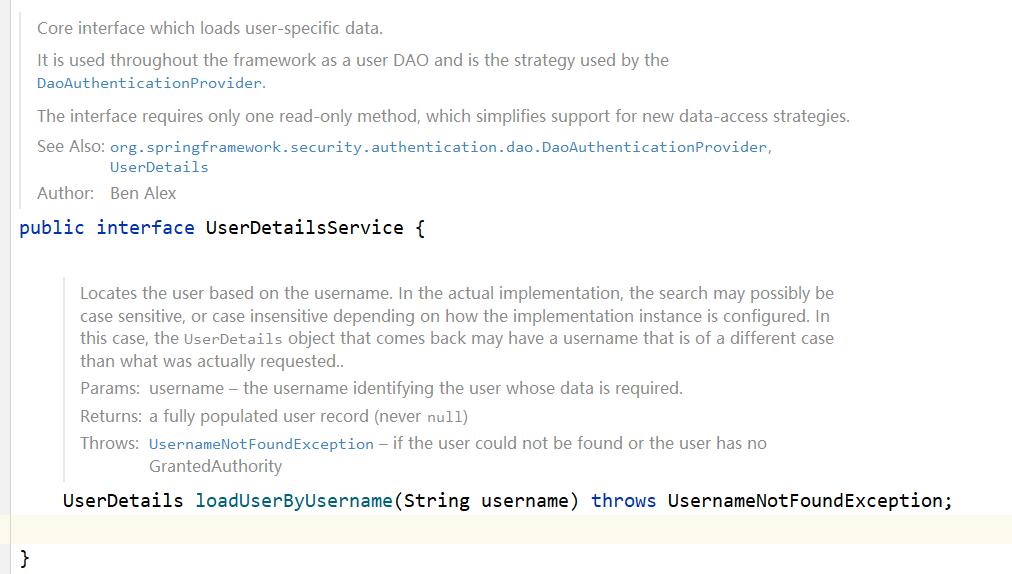 Core interface which loads user-specific data.
It is used throughout the framework as a user DAO and is the strategy used by the
DaoAuthenticationProvider.
The interface requires only one read-only method, which simplifies support for new data-access strategies.
See Also: org.springframework.security.authentication.dao.DaoAuthenticationProvider,
UserDetails
Author: Ben Alex
public interface UserDetailsService {
Locates the user based on the username. In the actual implementation, the search may possibly be
case sensitive, or case insensitive depending on how the implementation instance is configured. In
this case, the UserDetails object that comes back may have a username that is of a different case
than what was actually requested..
Params: username – the username identifying the user whose data is required.
Returns: a fully populated user record (never null)
Throws: UsernameNotFoundException – if the user could not be found or the user has no
GrantedAuthority
UserDetails loadUserByUsername(String username) throws UsernameNotFoundException;
}